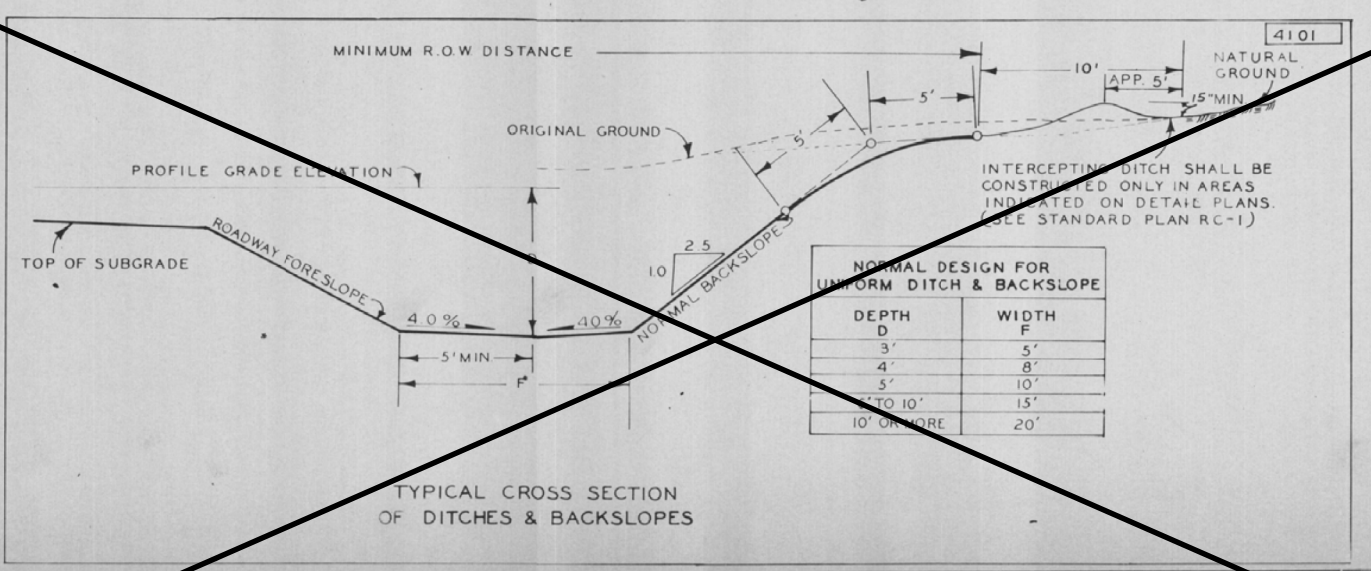 4101
MINIMUM R.O.W DISTANCE
10'
NATURAL
GROUND
APP. 5'
5'
15" MIN.
ORIGINAL GROUND
5'
PROFILE GRADE ELEVATION
INTERCEPTING DITCH SHALL BE
CONSTRUCTED ONLY IN AREAS
INDICATED ON DETAIL PLANS.
(SEE STANDARD PLAN RC-1)
ROADWAY FORESLOPE
TOP OF SUBGRADE
2.5
1.0
NORMAL BACKSLOPES
4.0%
40%
5' MIN.
F
NORMAL DESIGN FOR
UNIFORM DITCH & BACKSLOPE
DEPTH WIDTH
D F
3' 5'
4' 8'
5' 10'
TO 10' 15'
10' OR MORE 20'
TYPICAL CROSS SECTION
OF DITCHES & BACKSLOPES